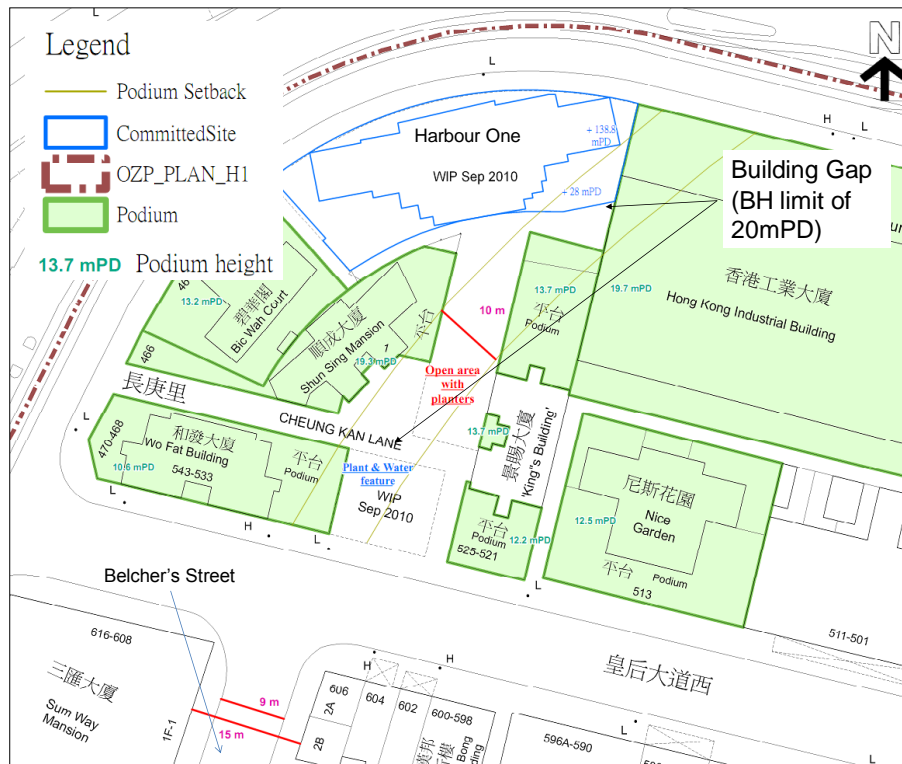 Legend
Podium Setback
CommittedSite
OZP_PLAN_H1
Podium
13.7 mPD Podium height
N
L
L
H
L
Harbour One
WIP Sep 2010
+ 138.8
mPD
+ 28 mPD
Building Gap
(BH limit of
20mPD)
香港工業大廈
Hong Kong Industrial Building
19.7 mPD
13.2 mPD
碧華閣
Bic Wah Court
466
順成大廈
Shun Sing Mansion
1
19.3 mPD
平台
10 m
13.7 mPD
平台
Podium
Open area
with
planters
長庚里
CHEUNG KAN LANE
L
470-468
和發大廈
Wo Fat Building
543-533
10.6 mPD
平台
Podium
Plant & Water
feature
WIP
Sep 2010
13.7 mPD
景賜大廈
'King"s Building'
平台
Podium
525-521
12.2 mPD
尼斯花園
Nice
Garden
12.5 mPD
平台
Podium
513
L
H
L
L
511-501
皇后大道西
Belcher's Street
616-608
三匯大廈
Sum Way
Mansion
1F-1
9 m
15 m
H
H
606
2A
2B
604
602
600-598
Bong
L
596A-590
L